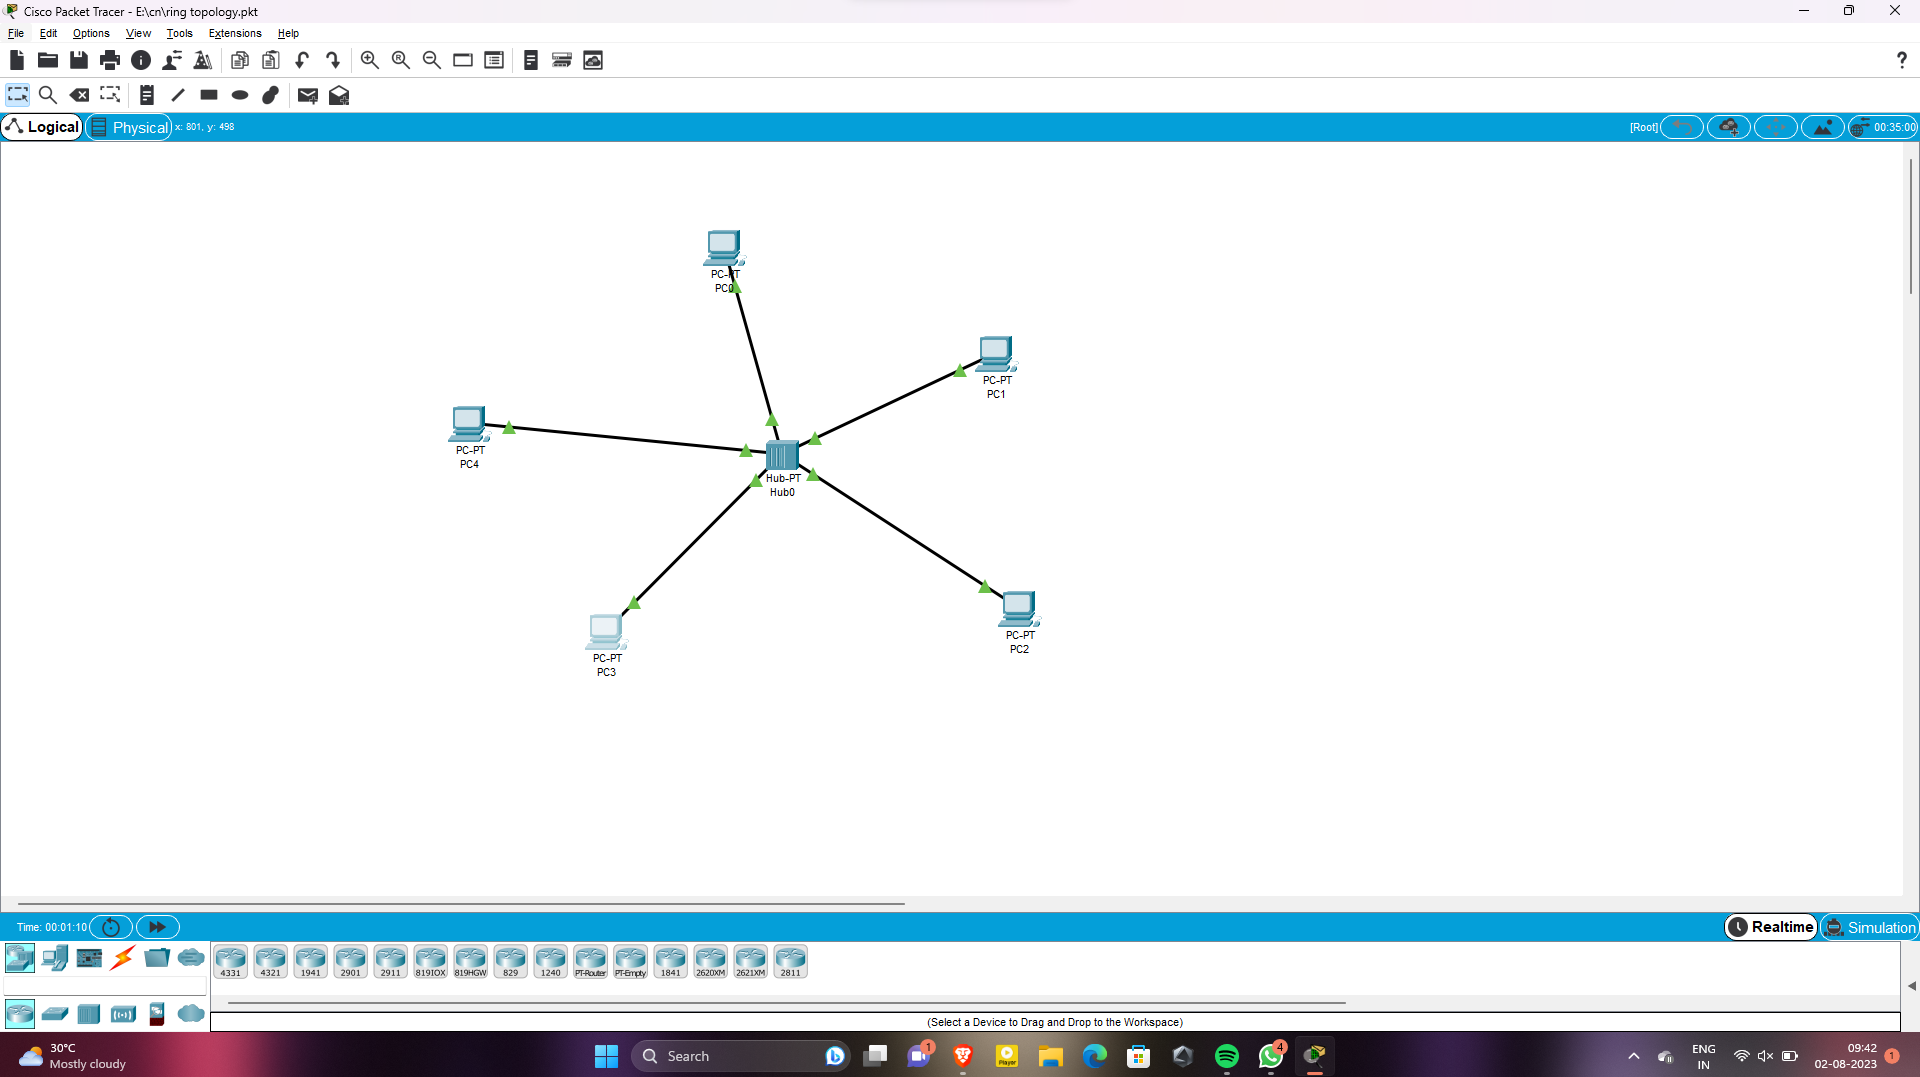 Cisco Packet Tracer - E:\cn\ring topology.pkt
File Edit Options View Tools Extensions Help
Logical Physical x: 801, y: 498 [Root] 00:35:00
PC-PT
PC0
PC-PT
PC1
PC-PT
PC4
Hub-PT
Hub0
PC-PT
PC2
PC-PT
PC3
Time: 00:01:10 Realtime Simulation
4331 4321 1941 2901 2911 819IOX 819HGW 829 1240 PT-Router PT-Empty 1841 2620XM 2621XM 2811
(Select a Device to Drag and Drop to the Workspace)
30°C
Mostly cloudy
Search
1
Player
4
ENG
IN
09:42
02-08-2023
1